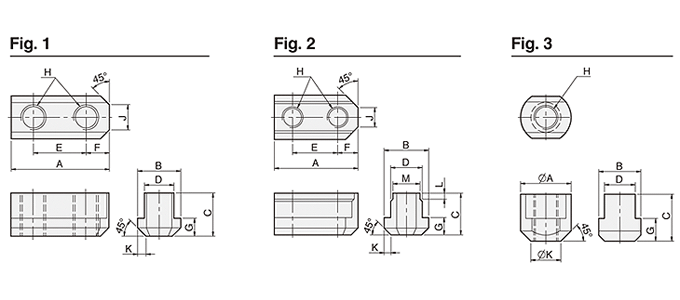 Fig. 1
H
45°
J
E
F
A
B
D
C
G
45°
K
Fig. 2
H
45°
J
E
F
A
B
D
M
L
C
G
45°
K
Fig. 3
H
ØA
B
D
C
G
45°
ØK